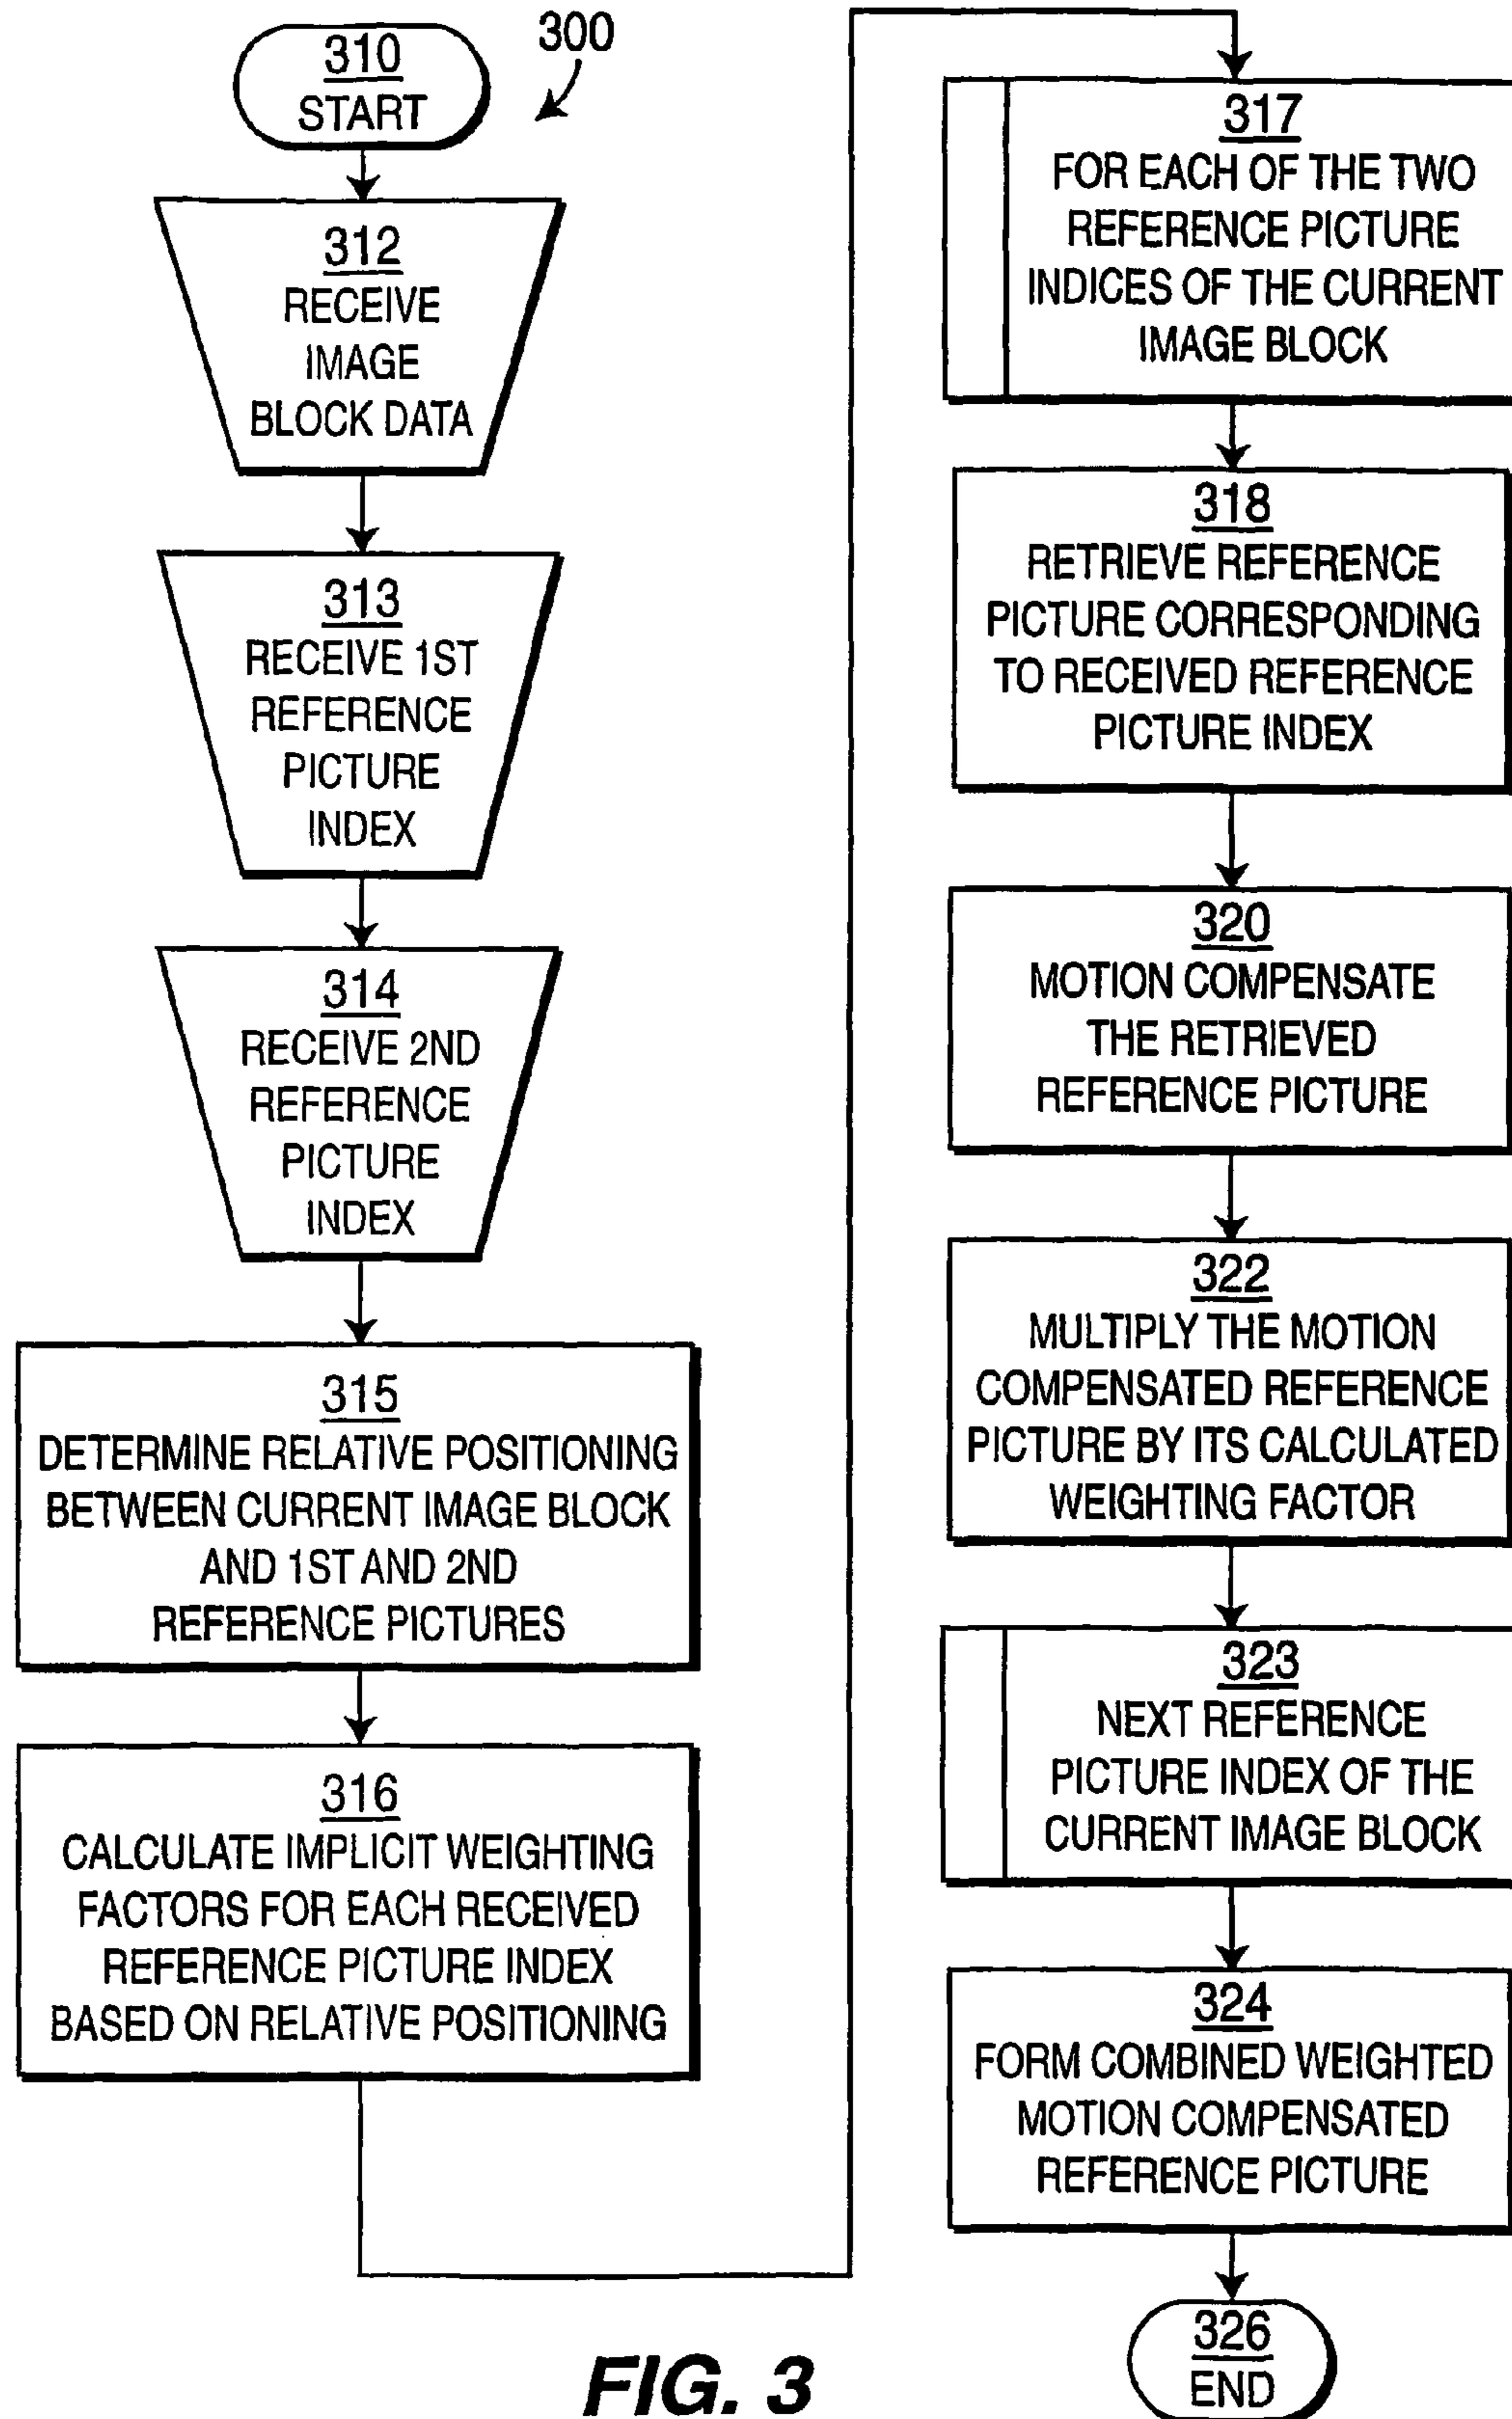 310
START
300
312
RECEIVE
IMAGE
BLOCK DATA
313
RECEIVE 1ST
REFERENCE
PICTURE
INDEX
314
RECEIVE 2ND
REFERENCE
PICTURE
INDEX
315
DETERMINE RELATIVE POSITIONING
BETWEEN CURRENT IMAGE BLOCK
AND 1ST AND 2ND
REFERENCE PICTURES
316
CALCULATE IMPLICIT WEIGHTING
FACTORS FOR EACH RECEIVED
REFERENCE PICTURE INDEX
BASED ON RELATIVE POSITIONING
317
FOR EACH OF THE TWO
REFERENCE PICTURE
INDICES OF THE CURRENT
IMAGE BLOCK
318
RETRIEVE REFERENCE
PICTURE CORRESPONDING
TO RECEIVED REFERENCE
PICTURE INDEX
320
MOTION COMPENSATE
THE RETRIEVED
REFERENCE PICTURE
322
MULTIPLY THE MOTION
COMPENSATED REFERENCE
PICTURE BY ITS CALCULATED
WEIGHTING FACTOR
323
NEXT REFERENCE
PICTURE INDEX OF THE
CURRENT IMAGE BLOCK
324
FORM COMBINED WEIGHTED
MOTION COMPENSATED
REFERENCE PICTURE
326
END
FIG. 3